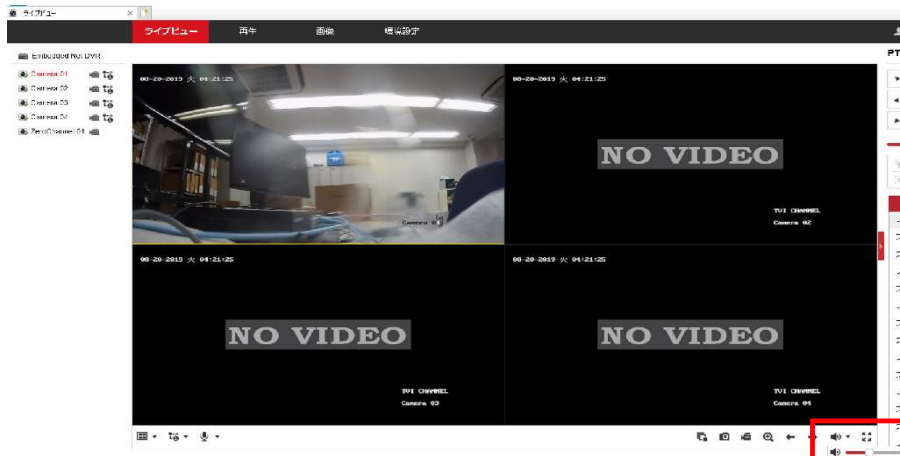 ライブビュー
ライブビュー 再生 画像 環境設定
Embedded Net DVR
PT
Camera 01
Camera 02
Camera 03
Camera 04
ZeroChannel 01
08-20-2019 火 04:21:25
08-20-2019 火 04:21:25
NO VIDEO
TVI CHANNEL
Camera 02
08-20-2019 火 04:21:25
08-20-2019 火 04:21:25
NO VIDEO
NO VIDEO
TVI CHANNEL
Camera 03
TVI CHANNEL
Camera 04